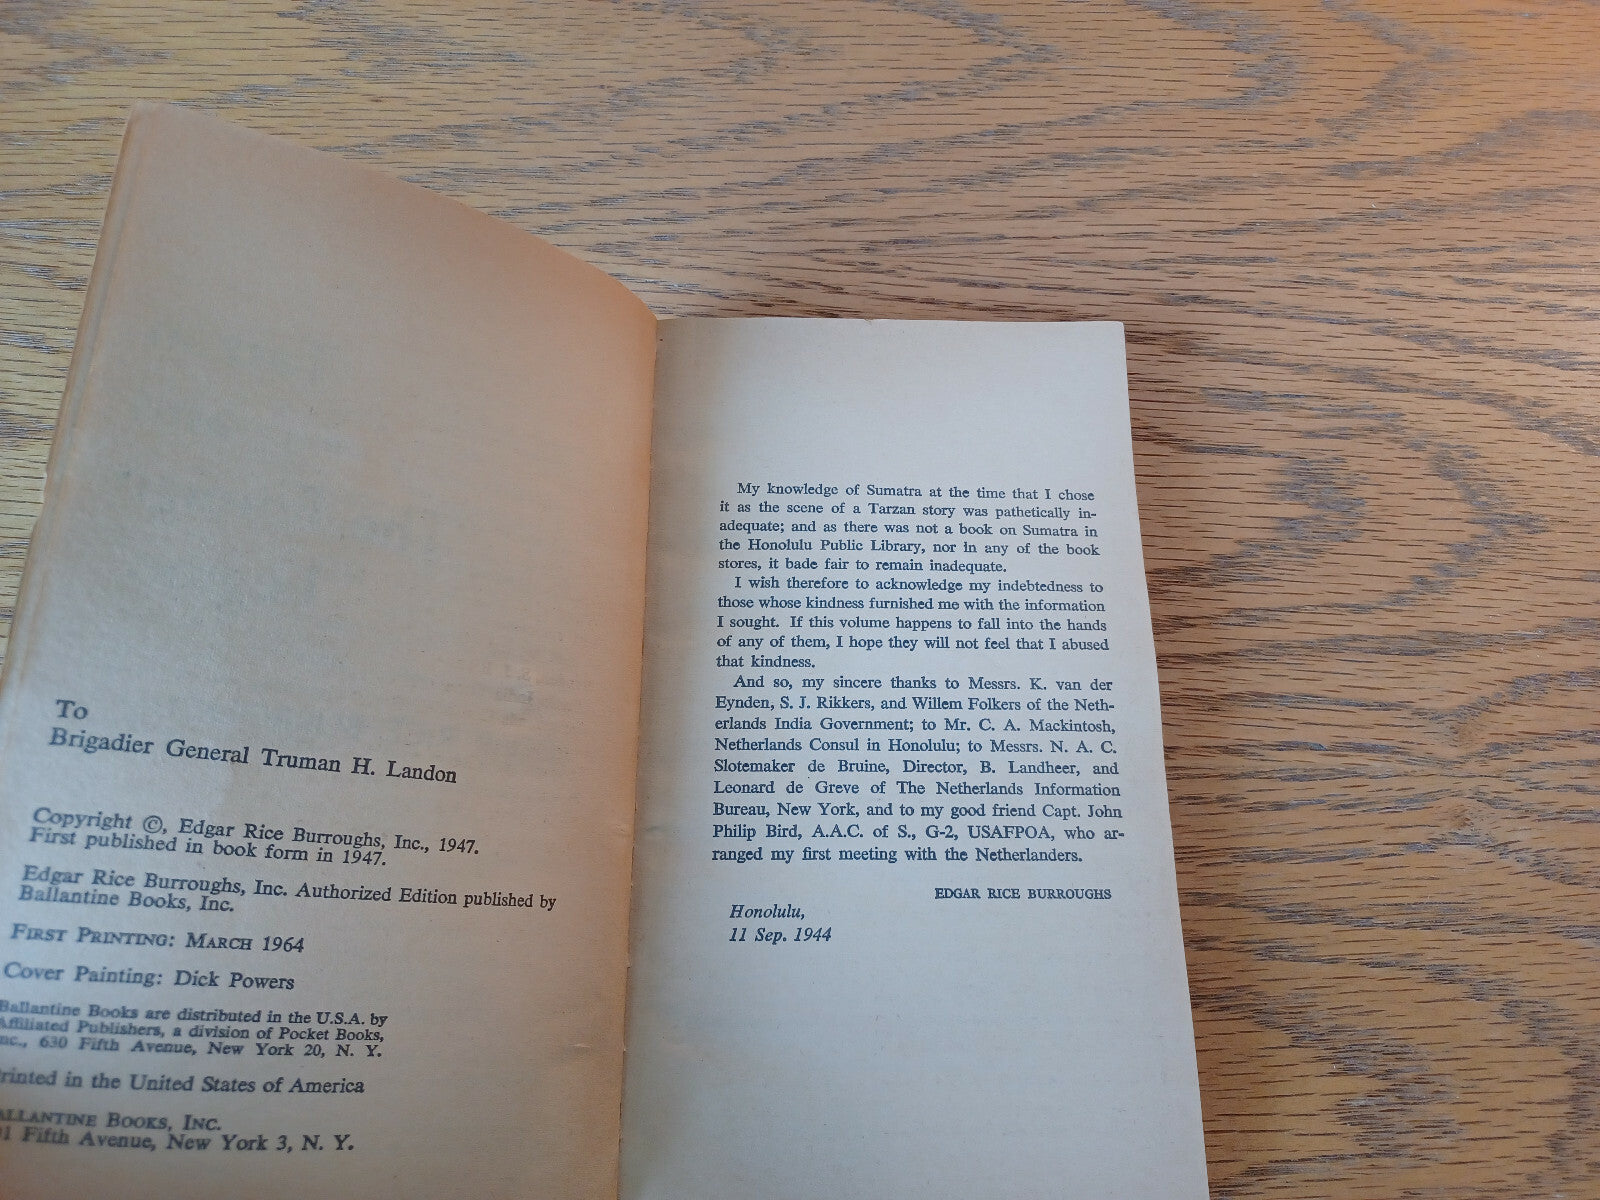 To
Brigadier General Truman H. Landon
Copyright ©, Edgar Rice Burroughs, Inc., 1947.
First published in book form in 1947.
Edgar Rice Burroughs, Inc. Authorized Edition published by
Ballantine Books, Inc.
FIRST PRINTING: MARCH 1964
Cover Painting: Dick Powers
Ballantine Books are distributed in the U.S.A. by
Affiliated Publishers, a division of Pocket Books,
nc., 630 Fifth Avenue, New York 20, N. Y.
rinted in the United States of America
ALLANTINE BOOKS, INC.
1 Fifth Avenue, New York 3, N. Y.
My knowledge of Sumatra at the time that I chose
it as the scene of a Tarzan story was pathetically in-
adequate; and as there was not a book on Sumatra in
the Honolulu Public Library, nor in any of the book
stores, it bade fair to remain inadequate.
I wish therefore to acknowledge my indebtedness to
those whose kindness furnished me with the information
I sought. If this volume happens to fall into the hands
of any of them, I hope they will not feel that I abused
that kindness.
And so, my sincere thanks to Messrs. K. van der
Eynden, S. J. Rikkers, and Willem Folkers of the Neth-
erlands India Government; to Mr. C. A. Mackintosh,
Netherlands Consul in Honolulu; to Messrs. N. A. C.
Slotemaker de Bruine, Director, B. Landheer, and
Leonard de Greve of The Netherlands Information
Bureau, New York, and to my good friend Capt. John
Philip Bird, A.A.C. of S., G-2, USAFPOA, who ar-
ranged my first meeting with the Netherlanders.
EDGAR RICE BURROUGHS
Honolulu,
11 Sep. 1944